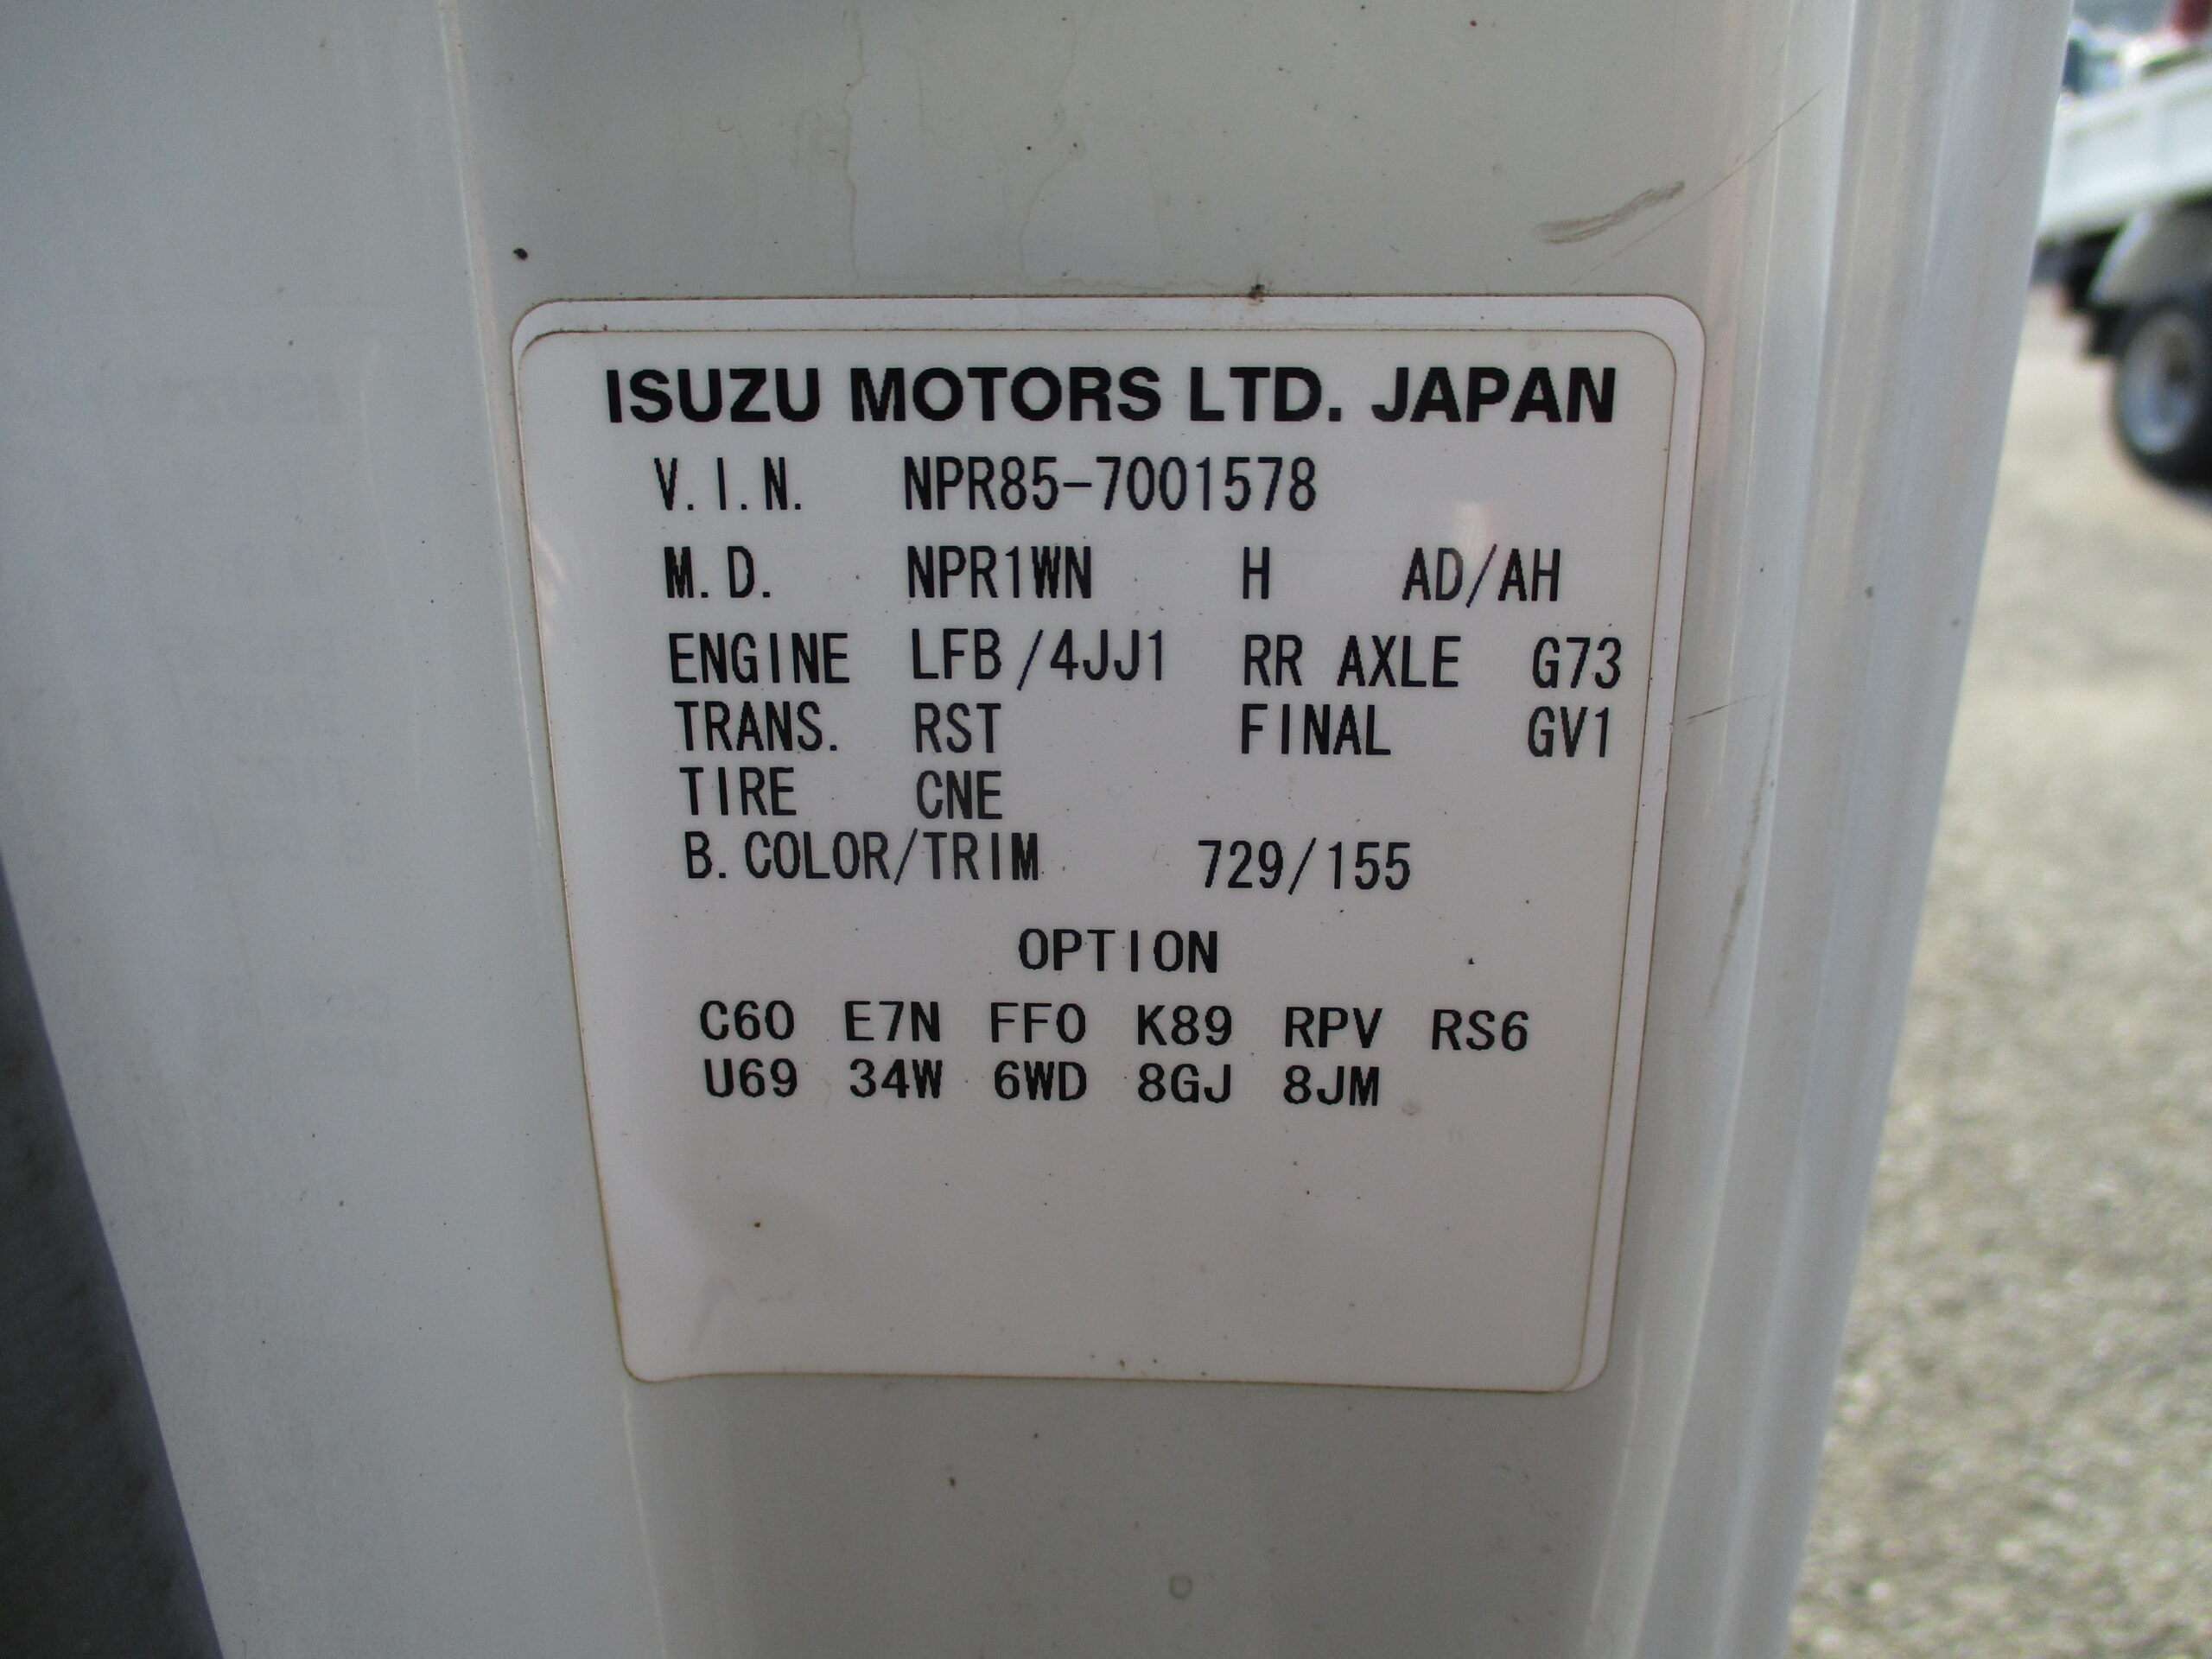 ISUZU MOTORS LTD. JAPAN
V.I.N. NPR85-7001578
M.D. NPR1WN H AD/AH
ENGINE LFB/4JJ1 RR AXLE G73
TRANS. RST FINAL GV1
TIRE CNE
B.COLOR/TRIM 729/155
OPTION
C60 E7N FF0 K89 RPV RS6
U69 34W 6WD 8GJ 8JM